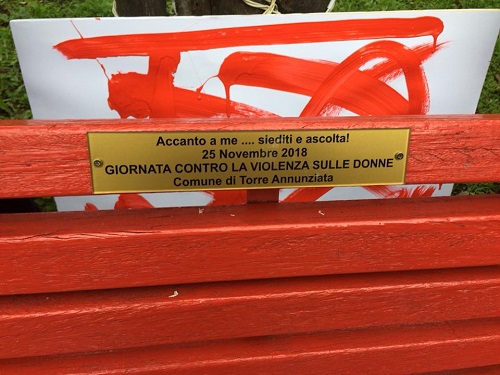 Accanto a me .... siediti e ascolta!
25 Novembre 2018
GIORNATA CONTRO LA VIOLENZA SULLE DONNE
Comune di Torre Annunziata